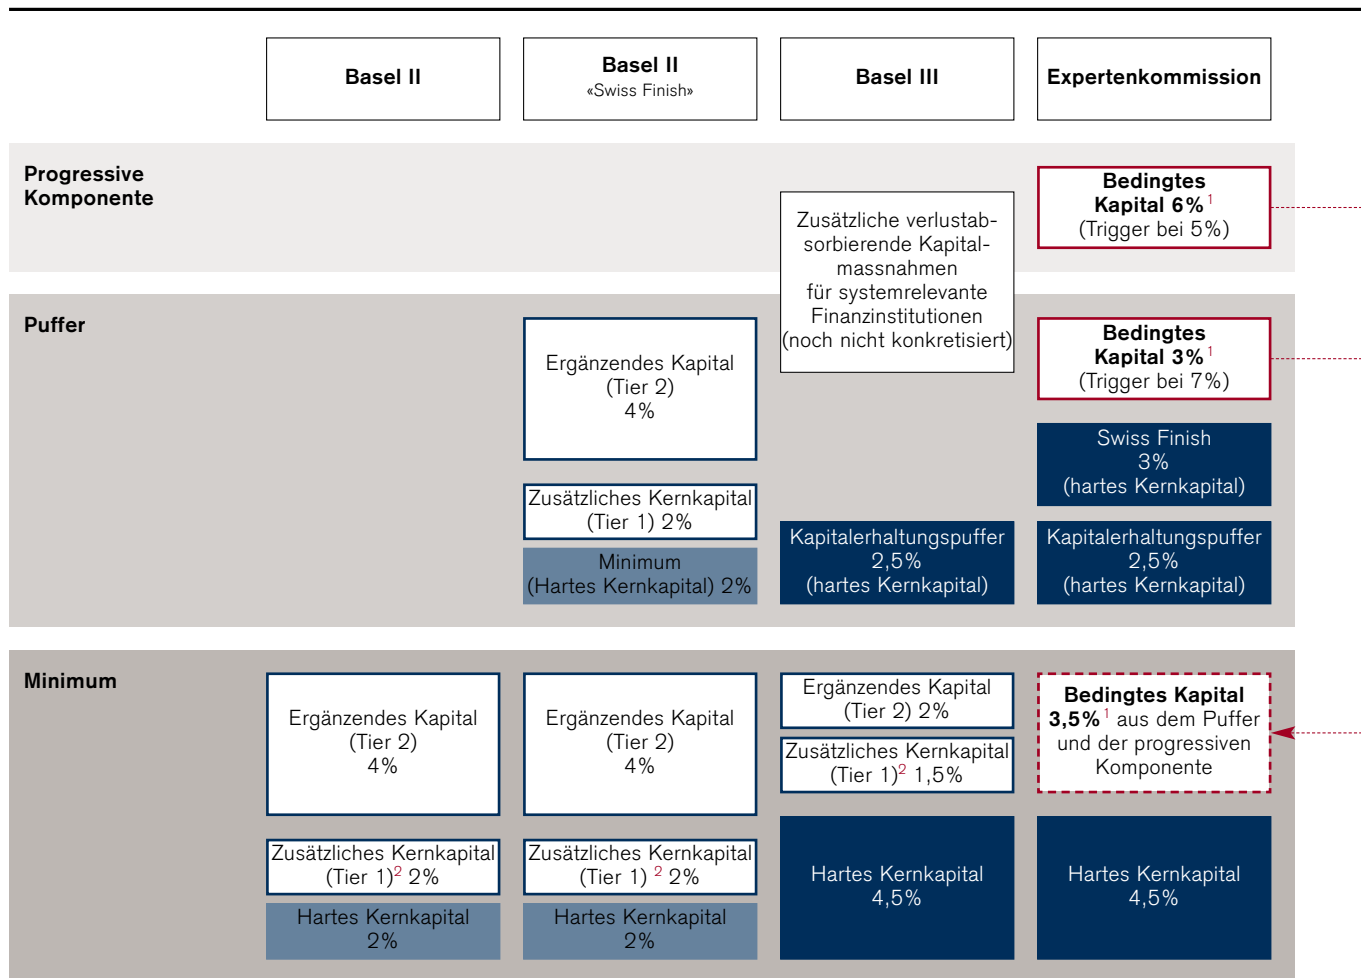 Basel II
Basel II
«Swiss Finish»
Basel III
Expertenkommission
Progressive
Komponente
Zusätzliche verlustab-
sorbierende Kapital-
massnahmen
für systemrelevante
Finanzinstitutionen
(noch nicht konkretisiert)
Bedingtes
Kapital 6%¹
(Trigger bei 5%)
Puffer
Ergänzendes Kapital
(Tier 2)
4%
Zusätzliches Kernkapital
(Tier 1) 2%
Minimum
(Hartes Kernkapital) 2%
Kapitalerhaltungspuffer
2,5%
(hartes Kernkapital)
Bedingtes
Kapital 3%¹
(Trigger bei 7%)
Swiss Finish
3%
(hartes Kernkapital)
Kapitalerhaltungspuffer
2,5%
(hartes Kernkapital)
Minimum
Ergänzendes Kapital
(Tier 2)
4%
Zusätzliches Kernkapital
(Tier 1)² 2%
Hartes Kernkapital
2%
Ergänzendes Kapital
(Tier 2)
4%
Zusätzliches Kernkapital
(Tier 1) ² 2%
Hartes Kernkapital
2%
Ergänzendes Kapital
(Tier 2) 2%
Zusätzliches Kernkapital
(Tier 1)² 1,5%
Hartes Kernkapital
4,5%
Bedingtes Kapital
3,5%¹ aus dem Puffer
und der progressiven
Komponente
Hartes Kernkapital
4,5%